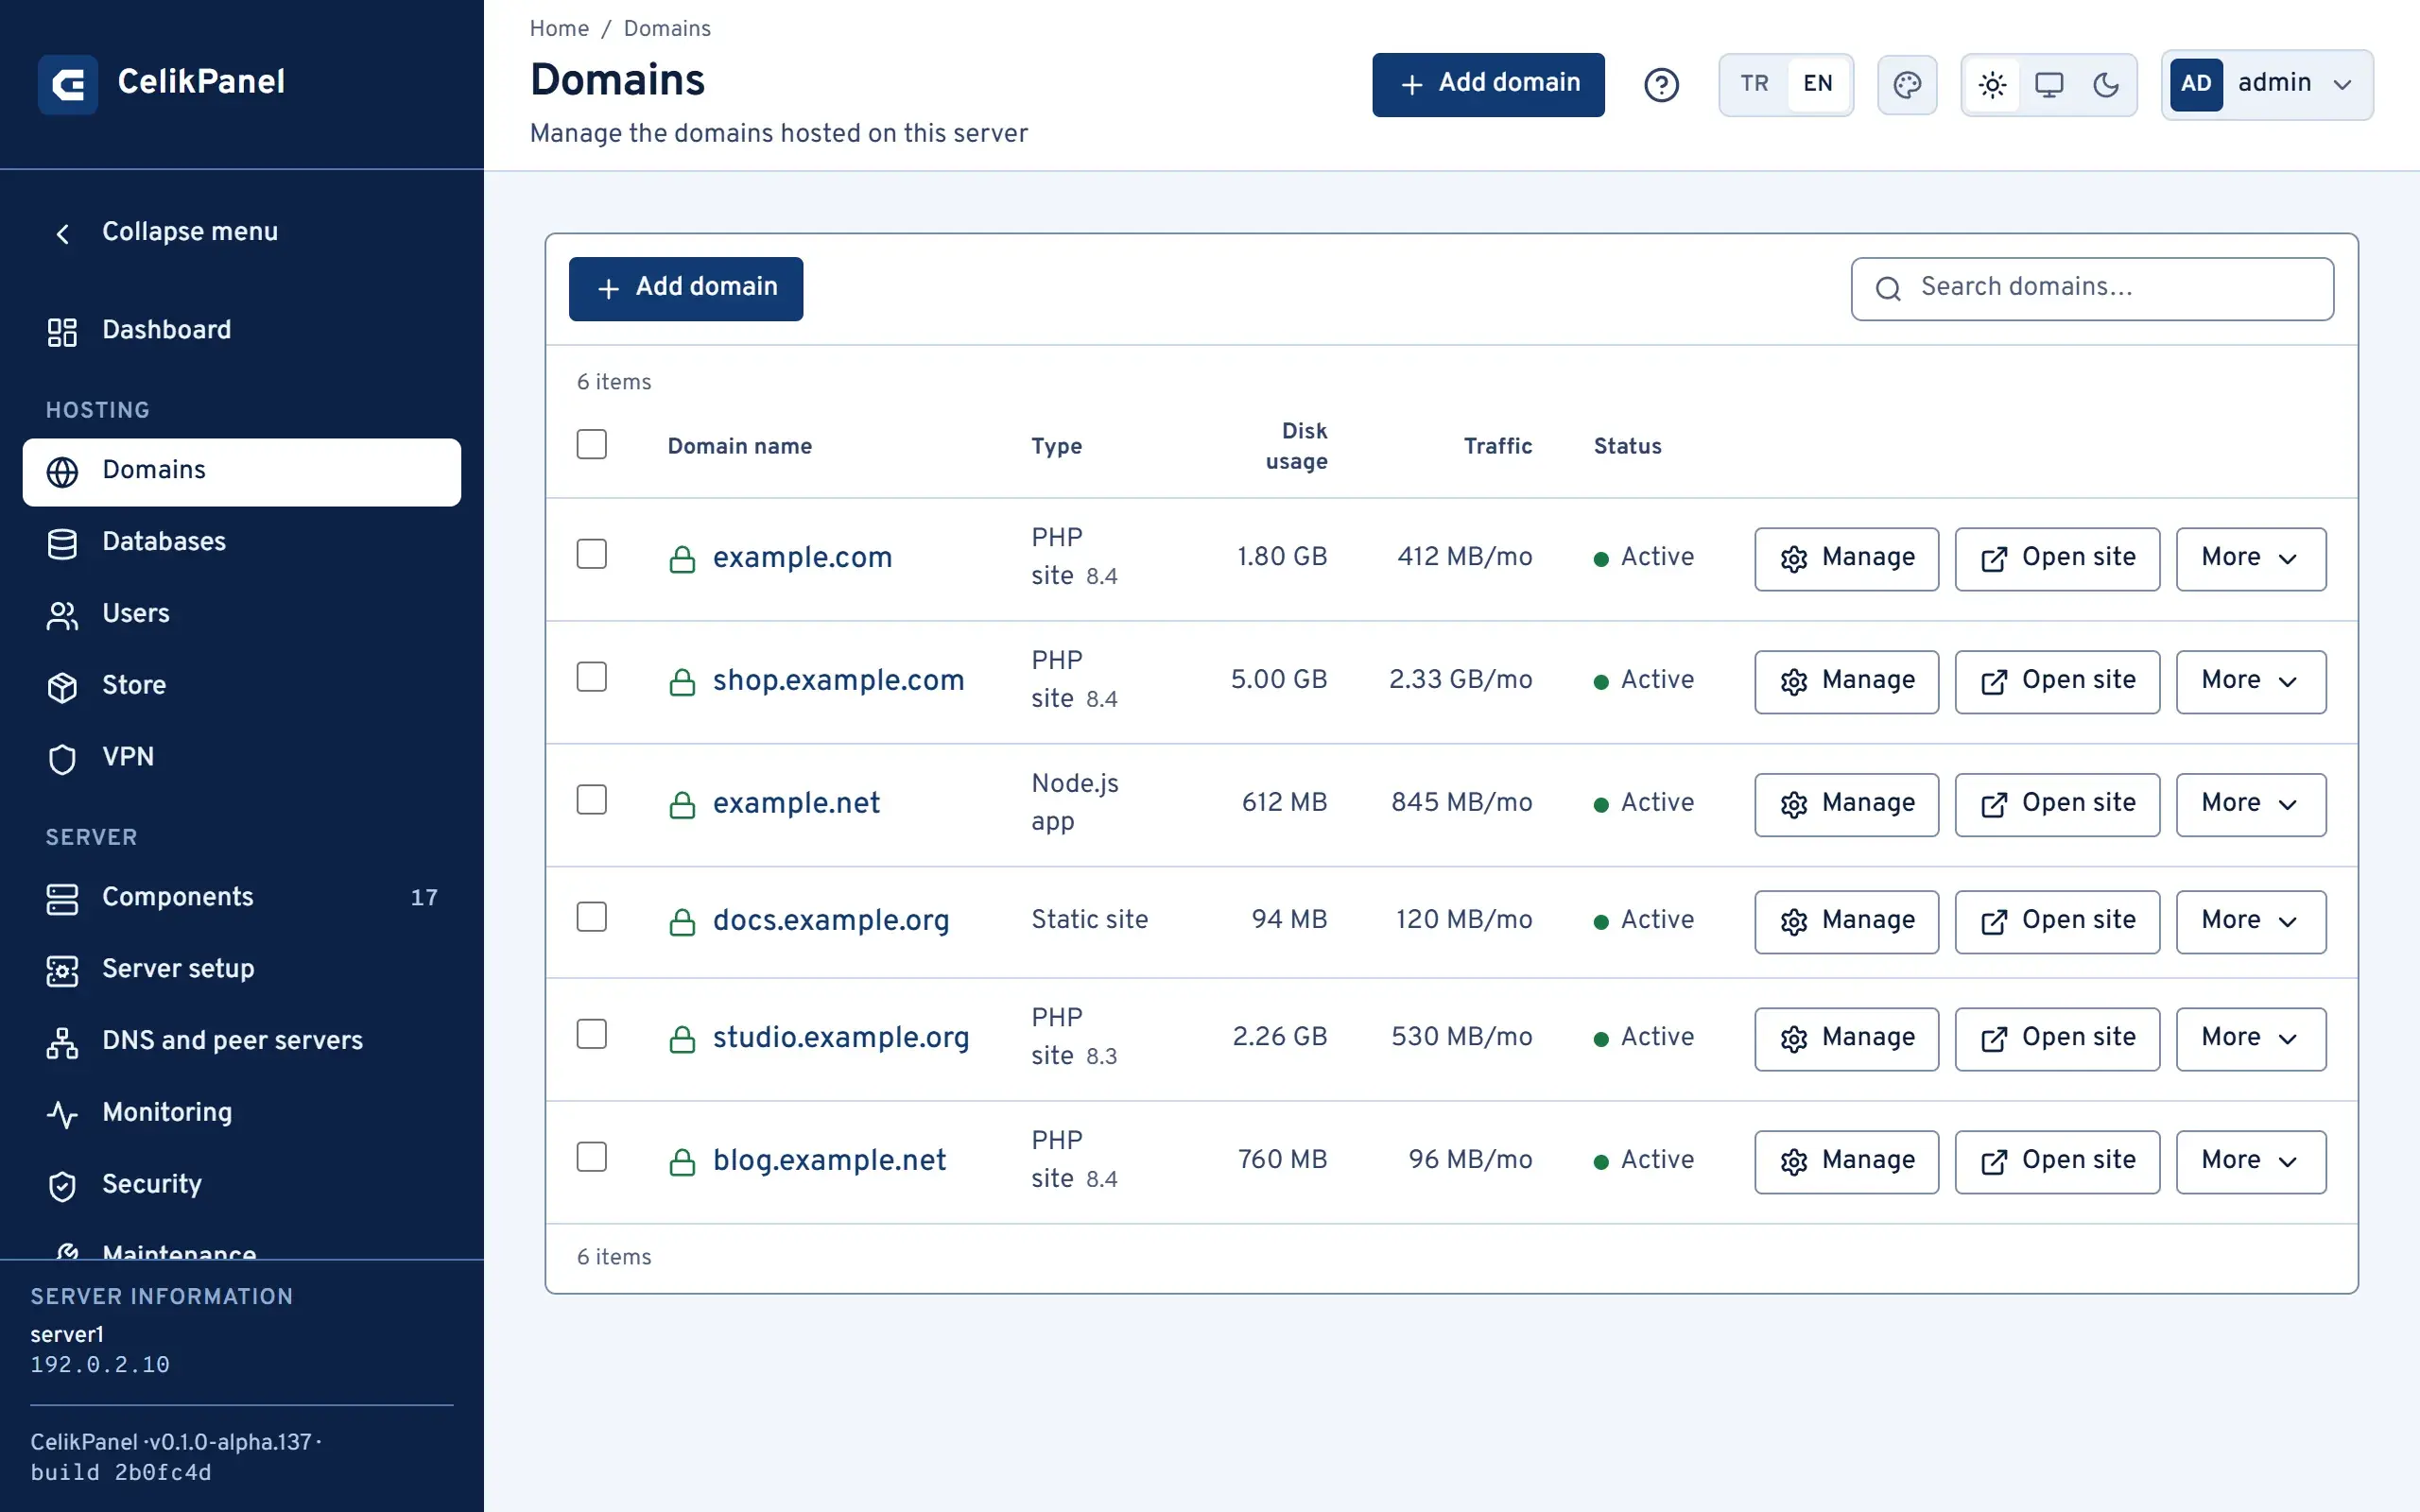 CelikPanel
Collapse menu
Dashboard
HOSTING
Domains
Databases
Users
Store
VPN
SERVER
Components 17
Server setup
DNS and peer servers
Monitoring
Security
Maintenance
SERVER INFORMATION
server1
192.0.2.10
CelikPanel ·v0.1.0-alpha.137·
build 2b0fc4d
Home / Domains
Domains
Manage the domains hosted on this server
Add domain
TR EN
AD admin
Add domain
Search domains...
6 items
Domain name Type Disk usage Traffic Status
example.com PHP site 8.4 1.80 GB 412 MB/mo Active Manage Open site More
shop.example.com PHP site 8.4 5.00 GB 2.33 GB/mo Active Manage Open site More
example.net Node.js app 612 MB 845 MB/mo Active Manage Open site More
docs.example.org Static site 94 MB 120 MB/mo Active Manage Open site More
studio.example.org PHP site 8.3 2.26 GB 530 MB/mo Active Manage Open site More
blog.example.net PHP site 8.4 760 MB 96 MB/mo Active Manage Open site More
6 items